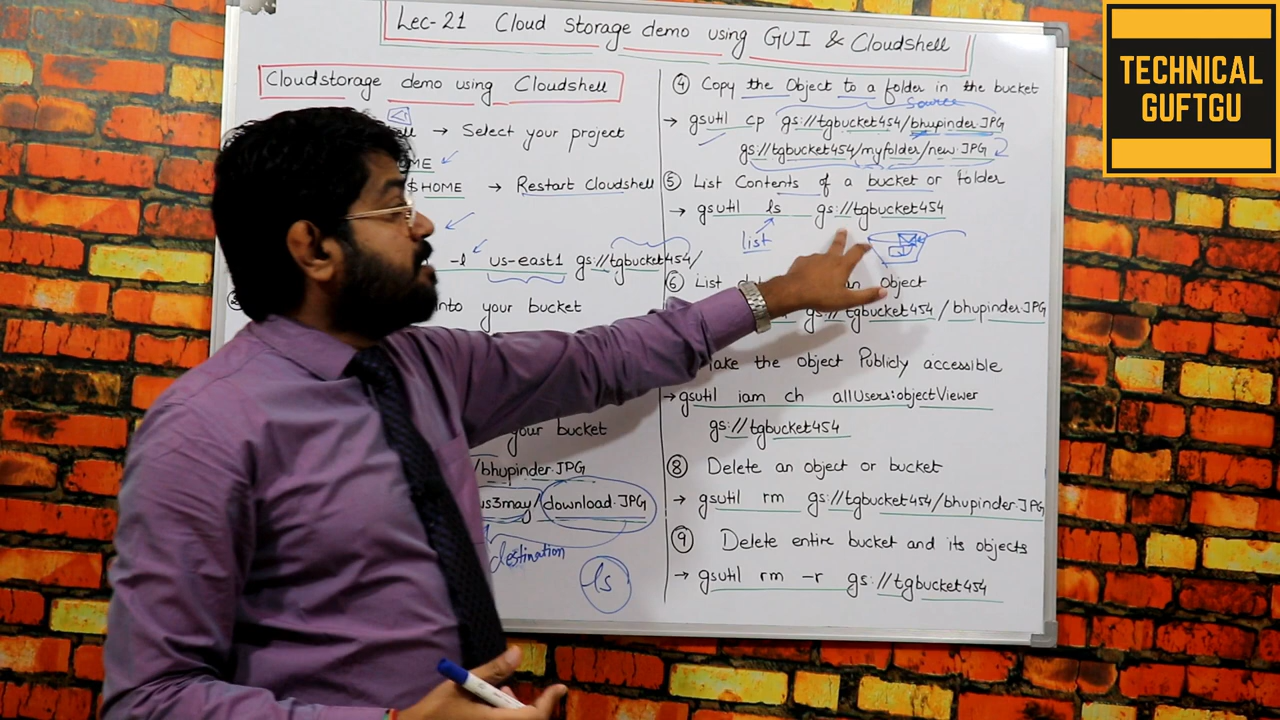 Lec-21 Cloud Storage demo using GUI & Cloudshell
Cloudstorage demo using Cloudshell
→ Select your project
$HOME → Restart Cloudshell
-l us-east1 gs://tgbucket454/
into your bucket
your bucket
/bhupinder.JPG
us3may/download.JPG
destination
ls
④ Copy the Object to a folder in the bucket
Source
→ gsutil cp gs://tgbucket454/bhupinder.JPG
gs://tgbucket454/myfolder/new.JPG
⑤ List Contents of a bucket or folder
→ gsutil ls gs://tgbucket454
list
⑥ List an Object
gs://tgbucket454/bhupinder.JPG
the object Publicly accessible
→ gsutil iam ch allUsers:objectViewer
gs://tgbucket454
⑧ Delete an object or bucket
→ gsutil rm gs://tgbucket454/bhupinder.JPG
⑨ Delete entire bucket and its objects
→ gsutil rm -r gs://tgbucket454
TECHNICAL
GUFTGU